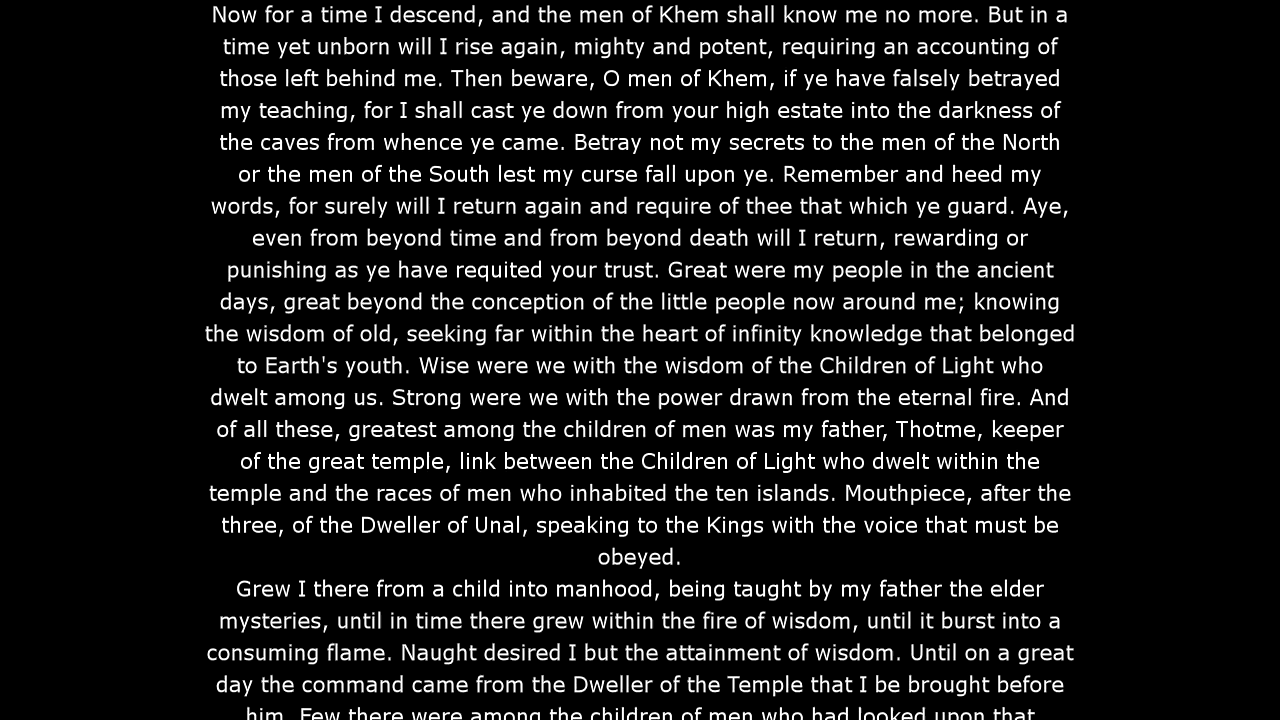 Now for a time I descend, and the men of Khem shall know me no more. But in a
time yet unborn will I rise again, mighty and potent, requiring an accounting of
those left behind me. Then beware, O men of Khem, if ye have falsely betrayed
my teaching, for I shall cast ye down from your high estate into the darkness of
the caves from whence ye came. Betray not my secrets to the men of the North
or the men of the South lest my curse fall upon ye. Remember and heed my
words, for surely will I return again and require of thee that which ye guard. Aye,
even from beyond time and from beyond death will I return, rewarding or
punishing as ye have requited your trust. Great were my people in the ancient
days, great beyond the conception of the little people now around me; knowing
the wisdom of old, seeking far within the heart of infinity knowledge that belonged
to Earth's youth. Wise were we with the wisdom of the Children of Light who
dwelt among us. Strong were we with the power drawn from the eternal fire. And
of all these, greatest among the children of men was my father, Thotme, keeper
of the great temple, link between the Children of Light who dwelt within the
temple and the races of men who inhabited the ten islands. Mouthpiece, after the
three, of the Dweller of Unal, speaking to the Kings with the voice that must be
obeyed.
Grew I there from a child into manhood, being taught by my father the elder
mysteries, until in time there grew within the fire of wisdom, until it burst into a
consuming flame. Naught desired I but the attainment of wisdom. Until on a great
day the command came from the Dweller of the Temple that I be brought before
him. Few there were among the children of men who had looked upon that